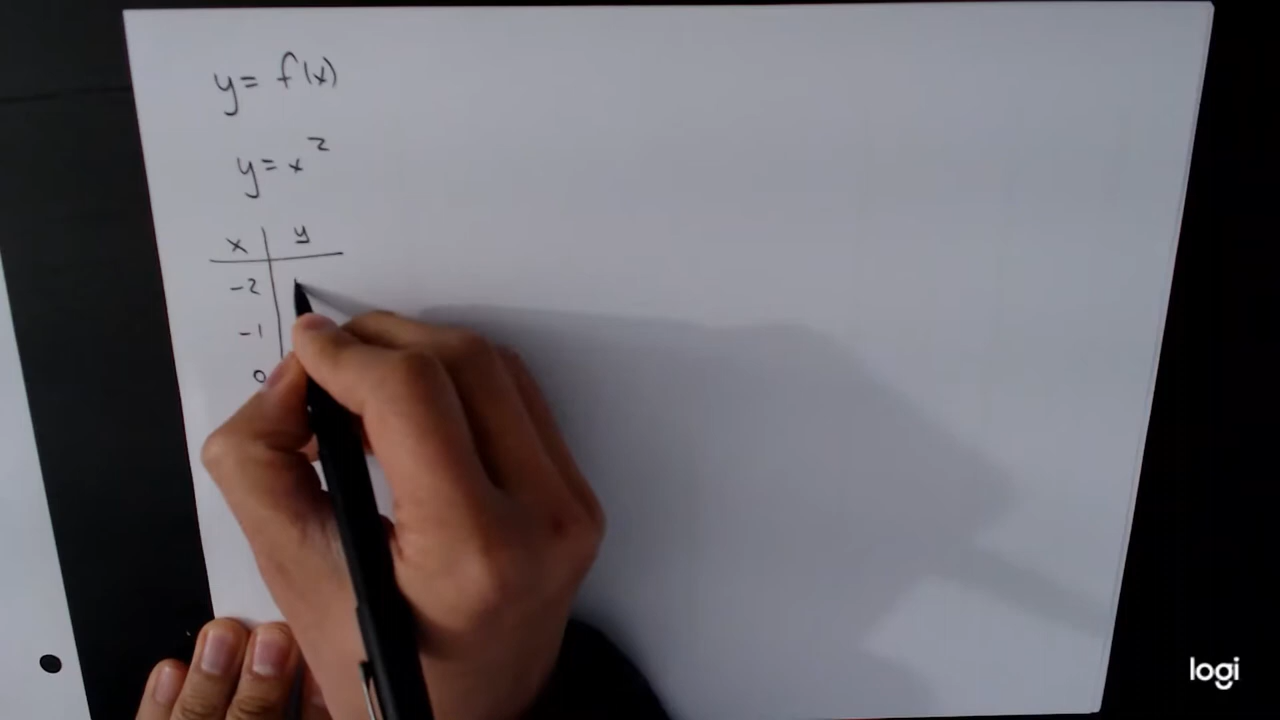 y = f(x)
y = x²
x y
-2
-1
0
logi